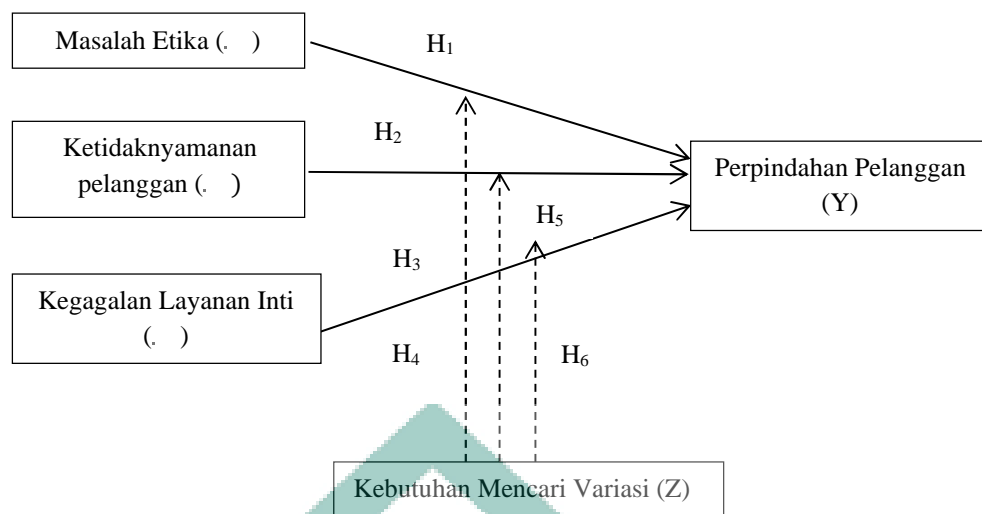 Masalah Etika (. )
H1
Ketidaknyamanan
pelanggan (. )
H2
Perpindahan Pelanggan
(Y)
H5
H3
Kegagalan Layanan Inti
(. )
H4
H6
Kebutuhan Mencari Variasi (Z)